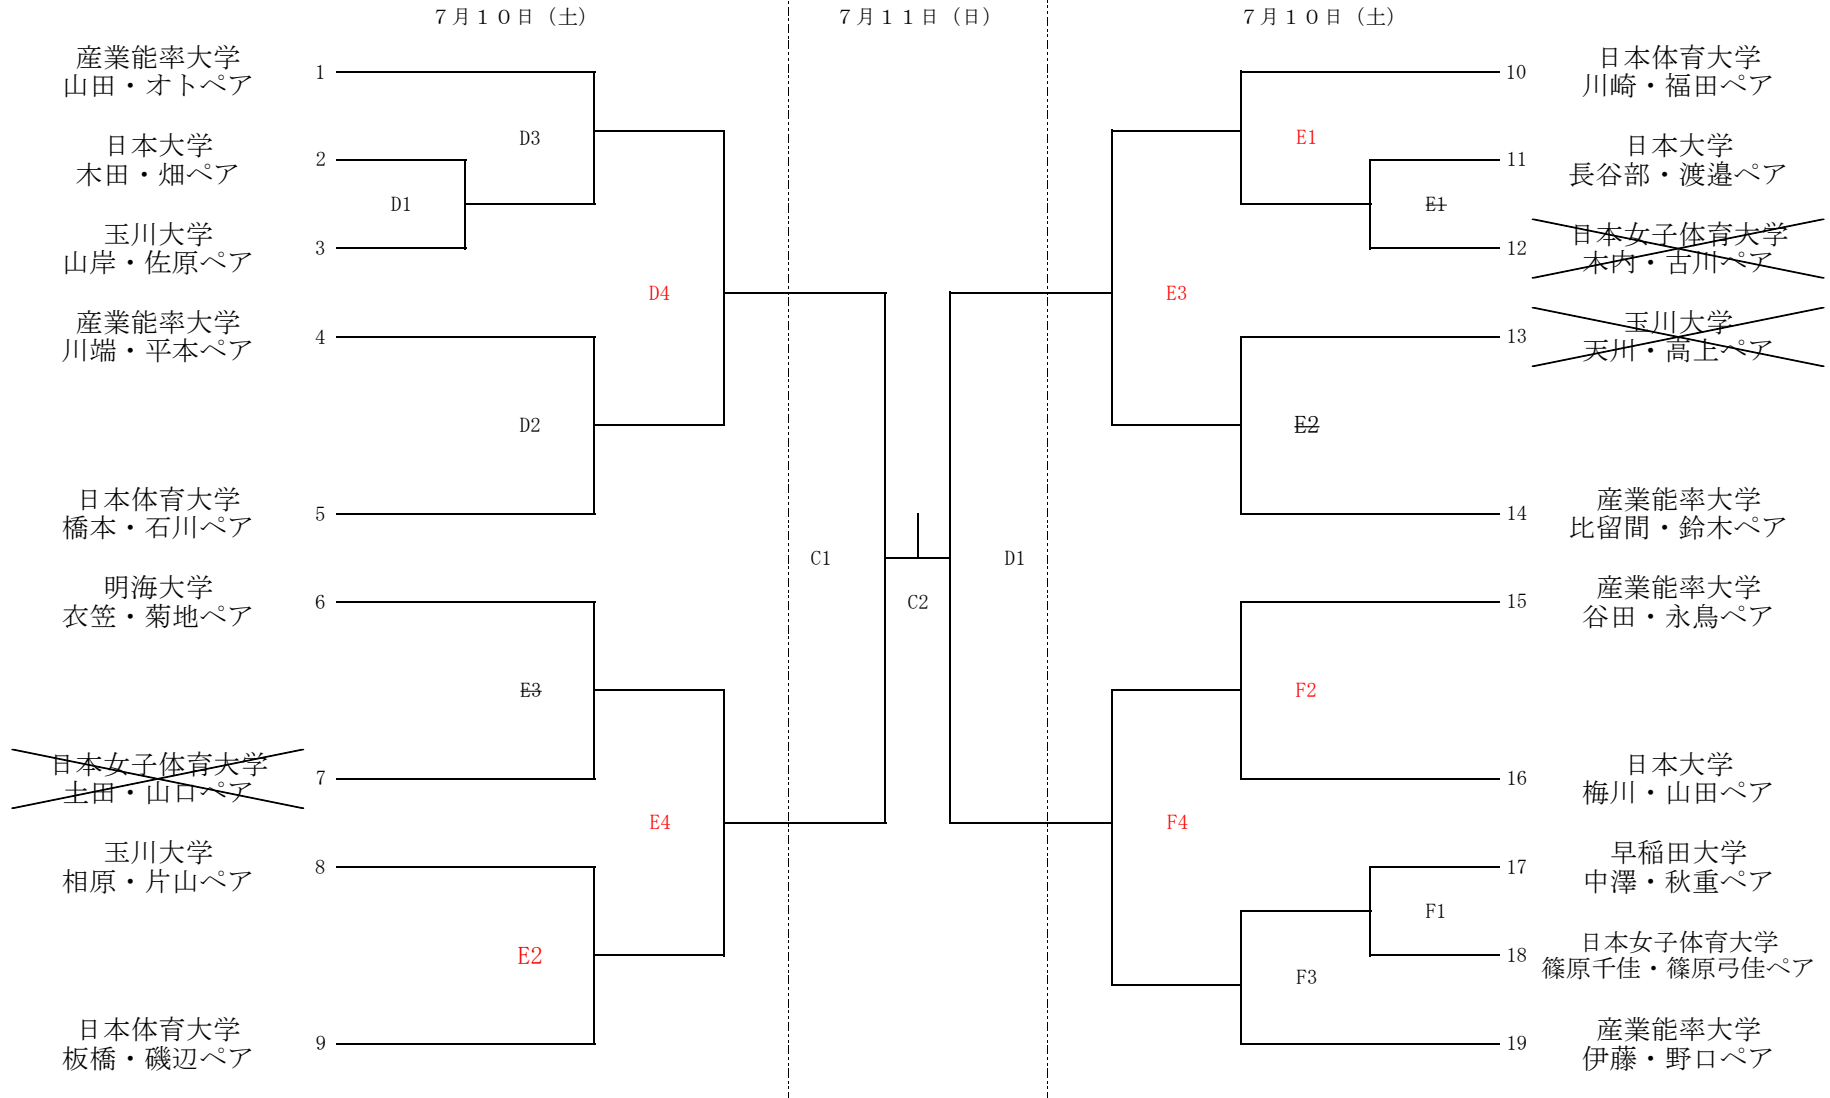 ７月１０日（土）
７月１１日（日）
７月１０日（土）
産業能率大学
山田・オトペア
1
日本大学
木田・畑ペア
2
玉川大学
山岸・佐原ペア
3
産業能率大学
川端・平本ペア
4
日本体育大学
橋本・石川ペア
5
明海大学
衣笠・菊地ペア
6
日本女子体育大学
土田・山口ペア
7
玉川大学
相原・片山ペア
8
日本体育大学
板橋・磯辺ペア
9
D3
D1
D4
D2
E3
E4
E2
C1
C2
D1
E1
E1
E3
E2
F2
F4
F1
F3
10
日本体育大学
川崎・福田ペア
11
日本大学
長谷部・渡邉ペア
12
日本女子体育大学
本内・古川ペア
13
玉川大学
天川・高上ペア
14
産業能率大学
比留間・鈴木ペア
15
産業能率大学
谷田・永鳥ペア
16
日本大学
梅川・山田ペア
17
早稲田大学
中澤・秋重ペア
18
日本女子体育大学
篠原千佳・篠原弓佳ペア
19
産業能率大学
伊藤・野口ペア